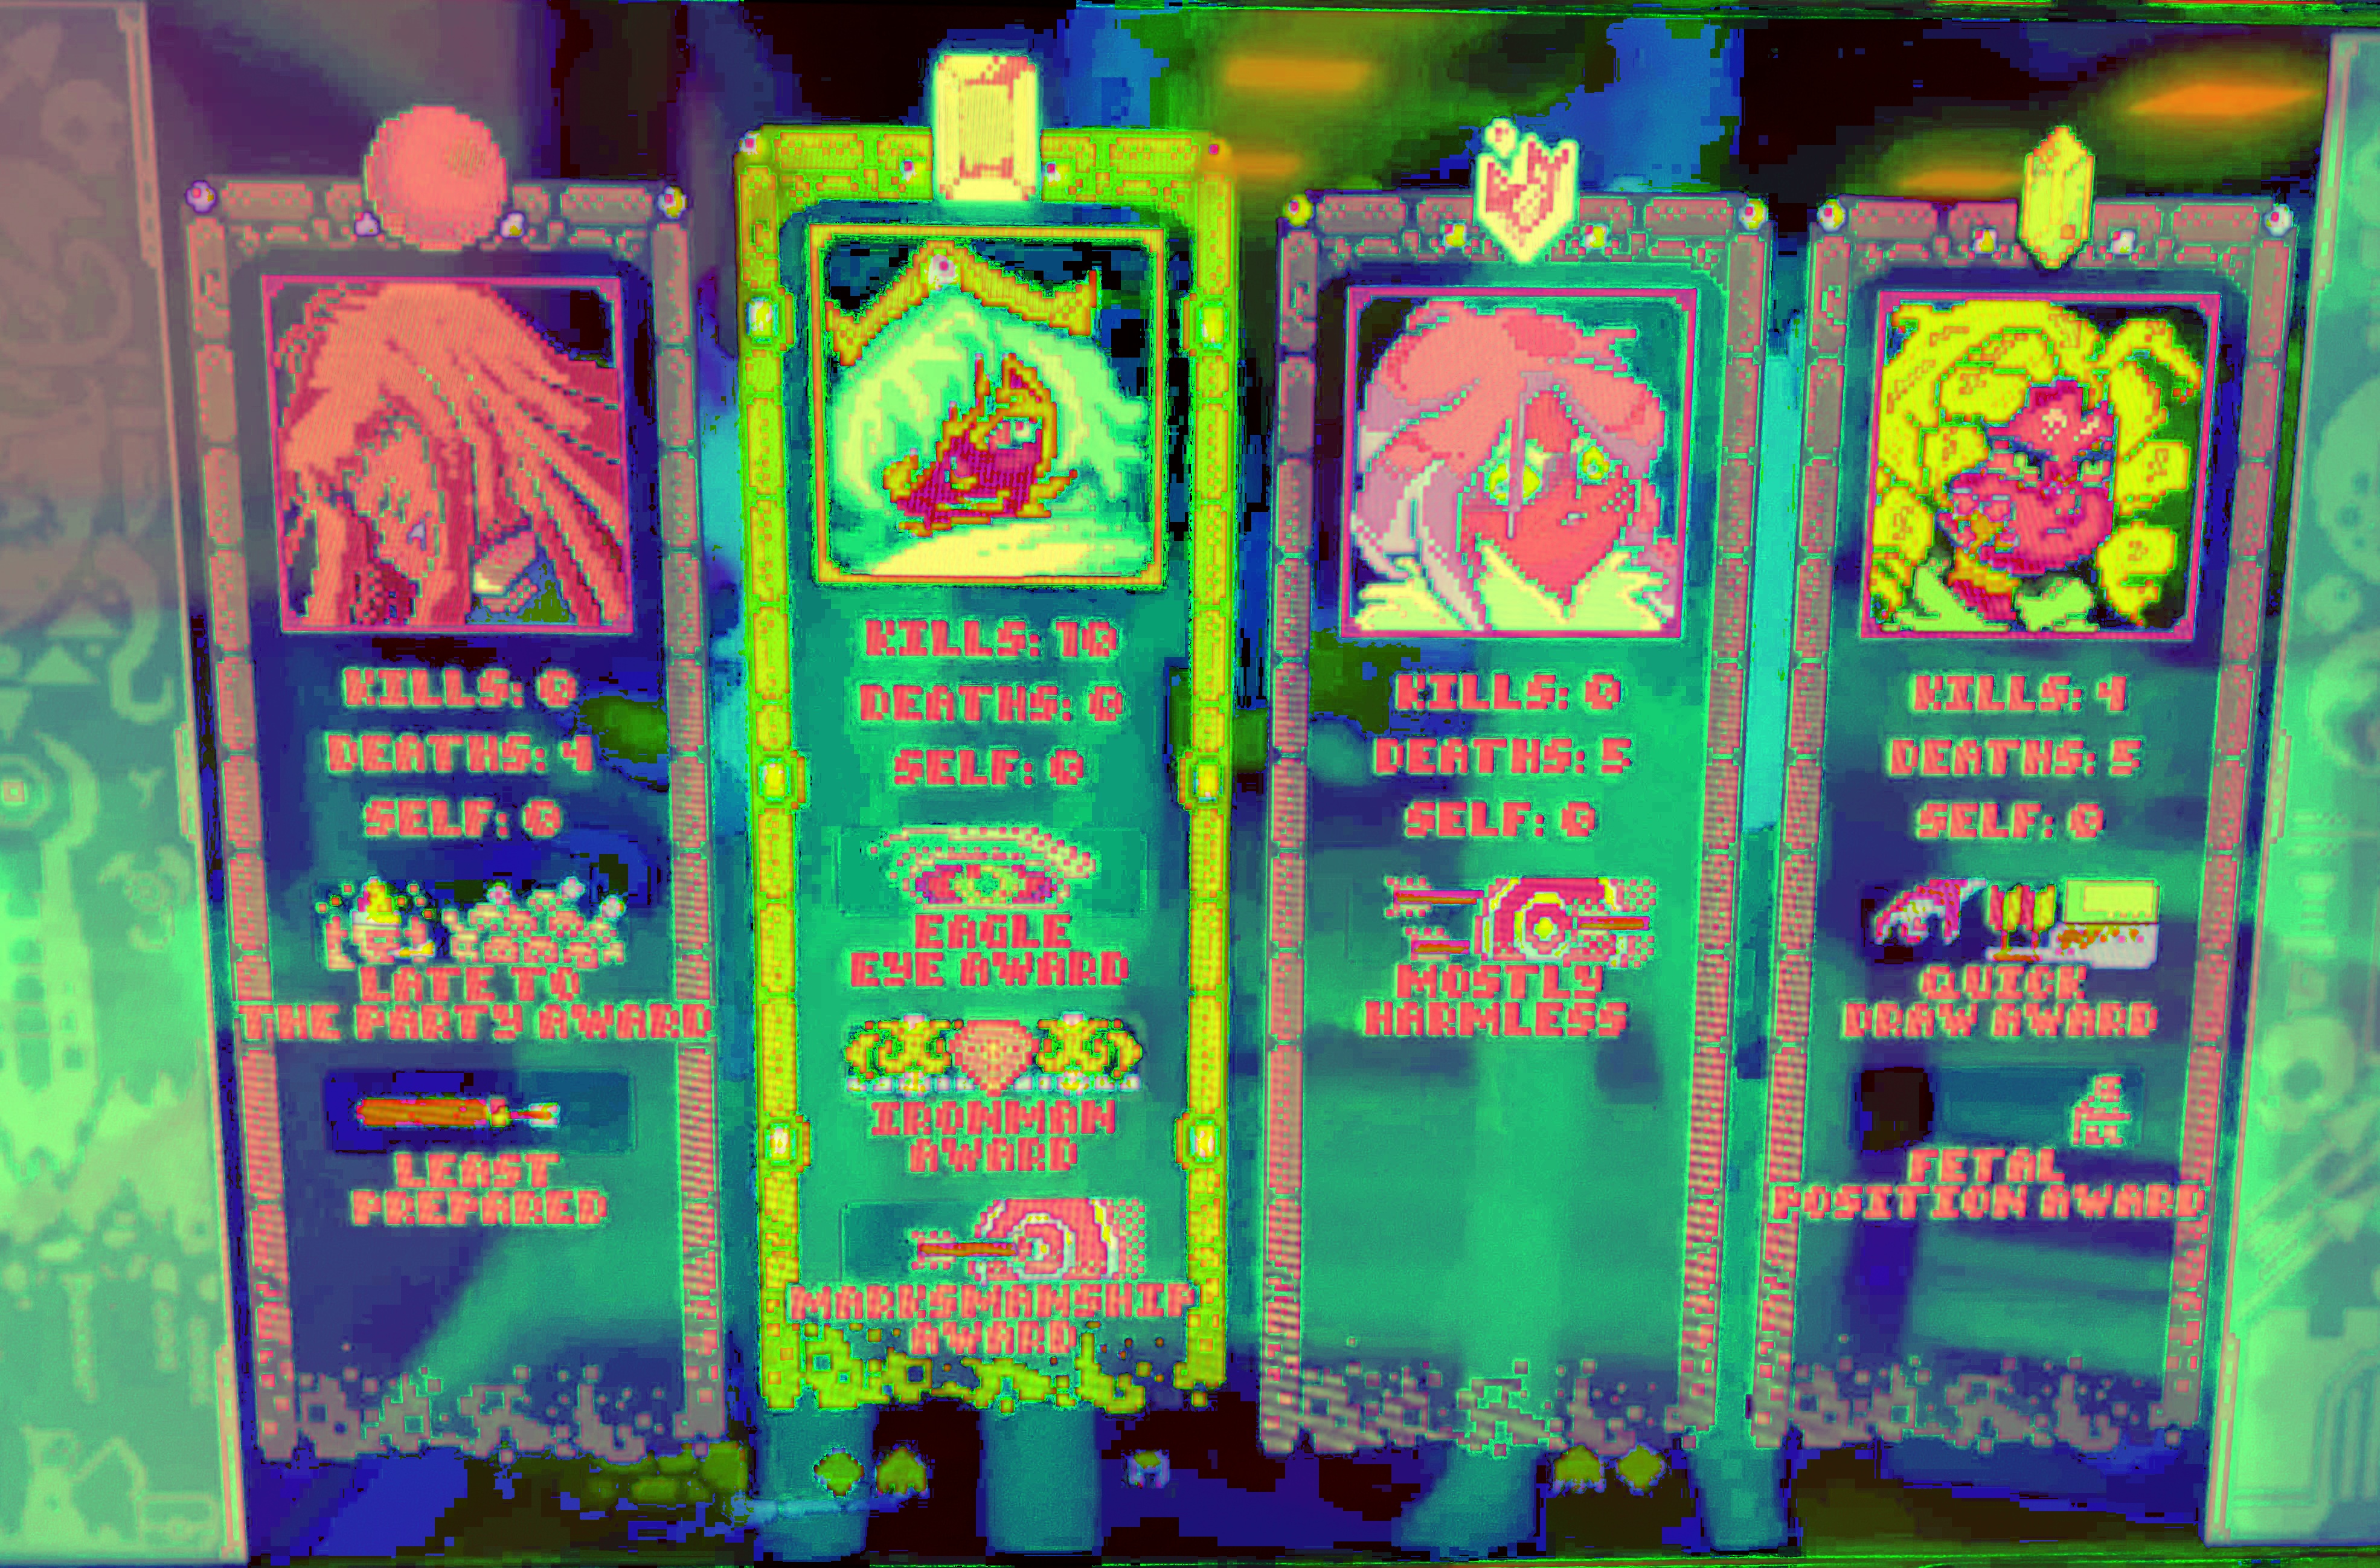 KILLS: 0
DEATHS: 4
SELF: 0
LATE TO
THE PARTY AWARD
LEAST
PREPARED
KILLS: 10
DEATHS: 0
SELF: 0
EAGLE
EYE AWARD
IRONMAN
AWARD
MARKSMANSHIP
AWARD
KILLS: 0
DEATHS: 5
SELF: 0
MOSTLY
HARMLESS
KILLS: 4
DEATHS: 5
SELF: 0
QUICK
DRAW AWARD
FETAL
POSITION AWARD